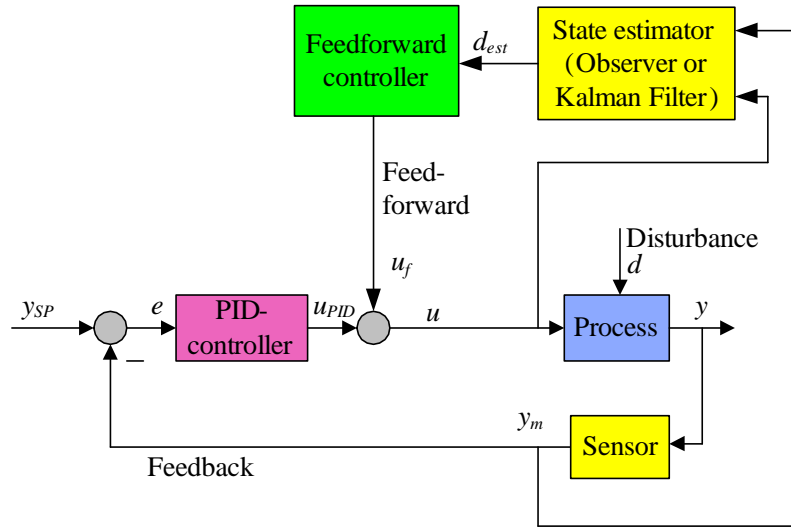 Feedforward
controller
d_est
State estimator
(Observer or
Kalman Filter)
Feed-
forward
u_f
Disturbance
d
y_SP
e
PID-
controller
u_PID
u
Process
y
−
y_m
Sensor
Feedback